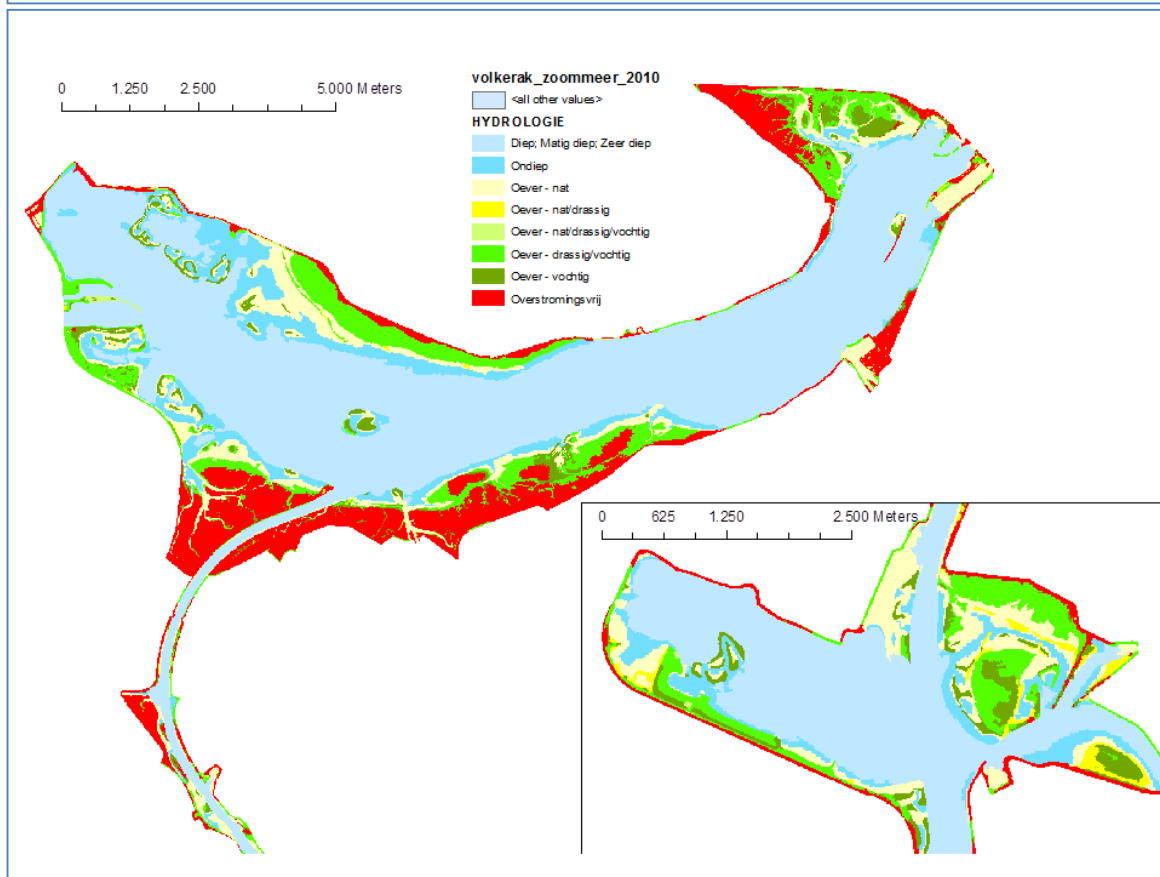 volkerak_zoommeer_2010
0 1.250 2.500 5.000 Meters
<all other values>
HYDROLOGIE
Diep; Matig diep; Zeer diep
Ondiep
Oever - nat
Oever - nat/drassig
Oever - nat/drassig/vochtig
Oever - drassig/vochtig
Oever - vochtig
Overstromingsvrij
0 625 1.250 2.500 Meters